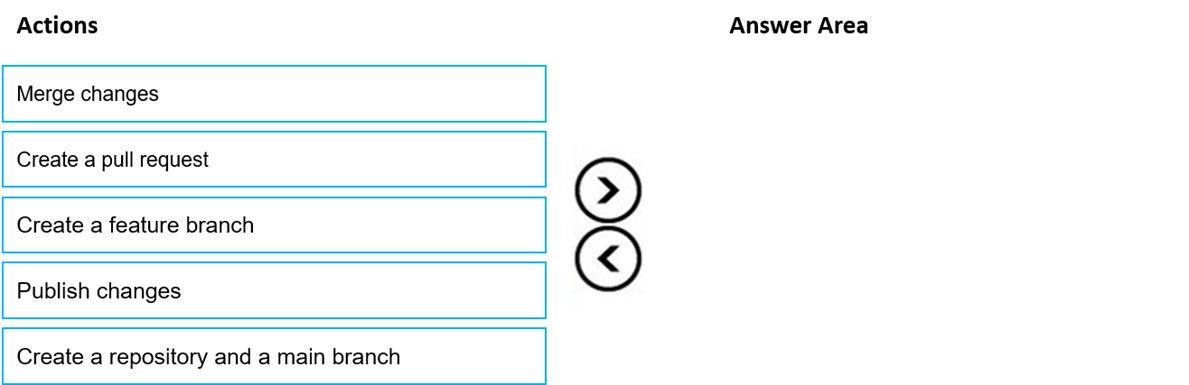 Actions
Answer Area
Merge changes
Create a pull request
Create a feature branch
Publish changes
Create a repository and a main branch